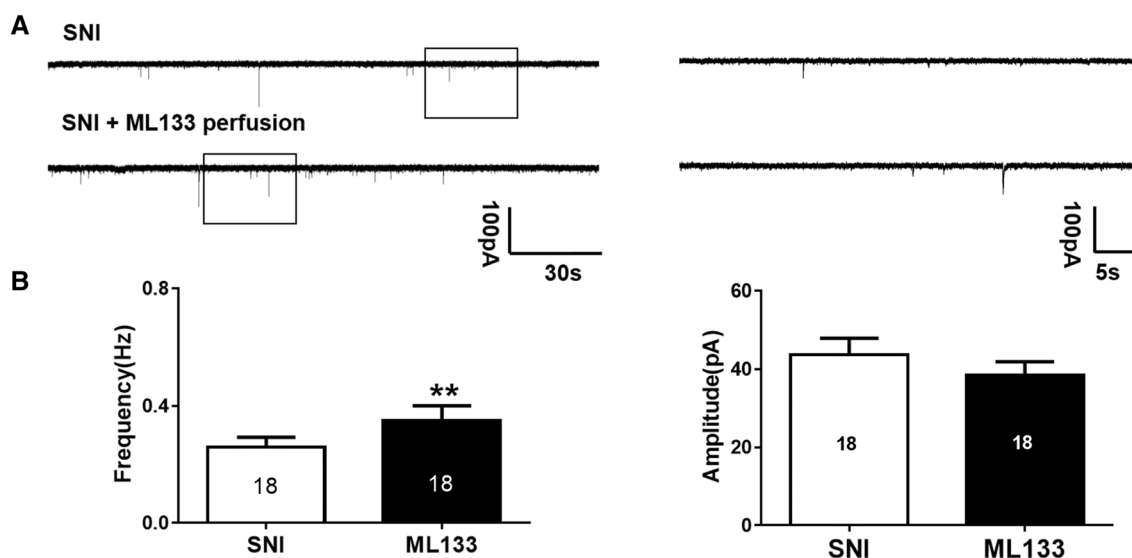 A
SNI
SNI + ML133 perfusion
100pA
30s
100pA
5s
B
Frequency(Hz)
0.8
0.4
0.0
**
18
18
SNI
ML133
Amplitude(pA)
60
40
20
0
18
18
SNI
ML133